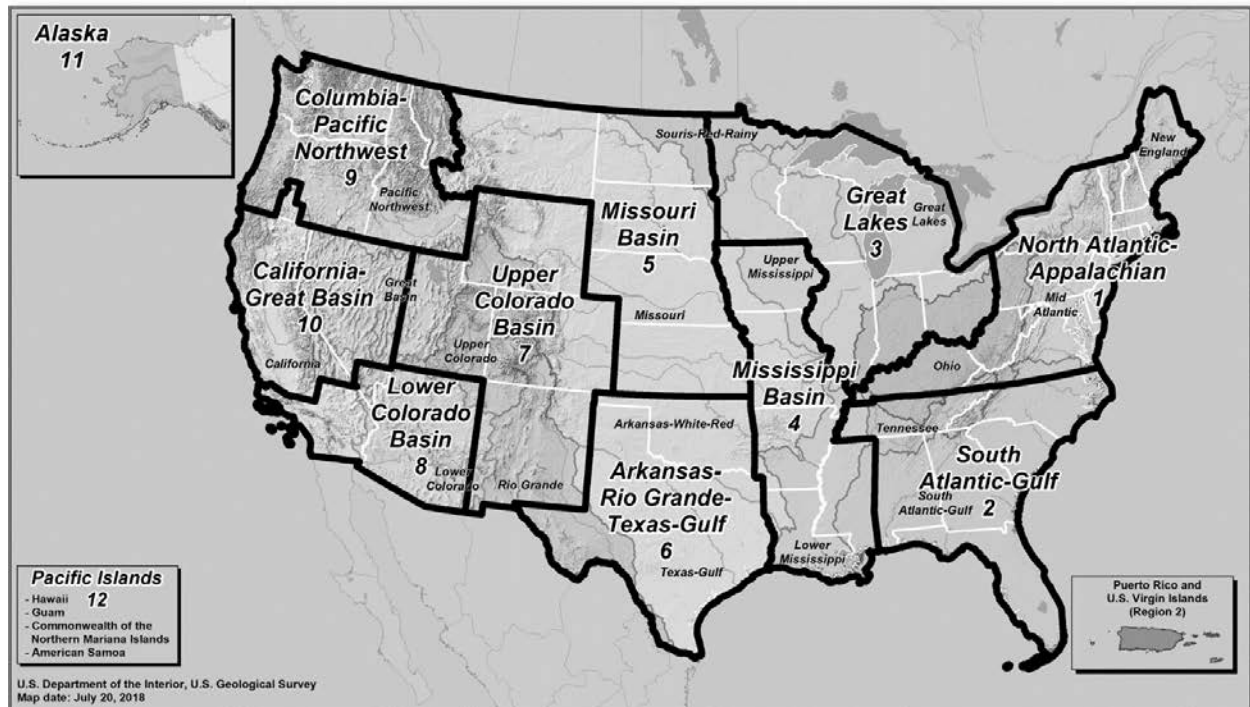 Alaska
11
Columbia-
Pacific
Northwest
9
Pacific
Northwest
Souris-Red-Rainy
Great
Lakes
3
Great
Lakes
New
England
North Atlantic-
Appalachian
1
Mid
Atlantic
Missouri
Basin
5
Missouri
Upper
Mississippi
California-
Great Basin
10
Great
Basin
California
Upper
Colorado
Basin
7
Upper
Colorado
Mississippi
Basin
4
Ohio
Lower
Colorado
Basin
8
Lower
Colorado
Rio Grande
Arkansas-White-Red
Arkansas-
Rio Grande-
Texas-Gulf
6
Texas-Gulf
Lower
Mississippi
Tennessee
South
Atlantic-Gulf
2
South
Atlantic-Gulf
Pacific Islands
12
- Hawaii
- Guam
- Commonwealth of the
Northern Mariana Islands
- American Samoa
Puerto Rico and
U.S. Virgin Islands
(Region 2)
U.S. Department of the Interior, U.S. Geological Survey
Map date: July 20, 2018